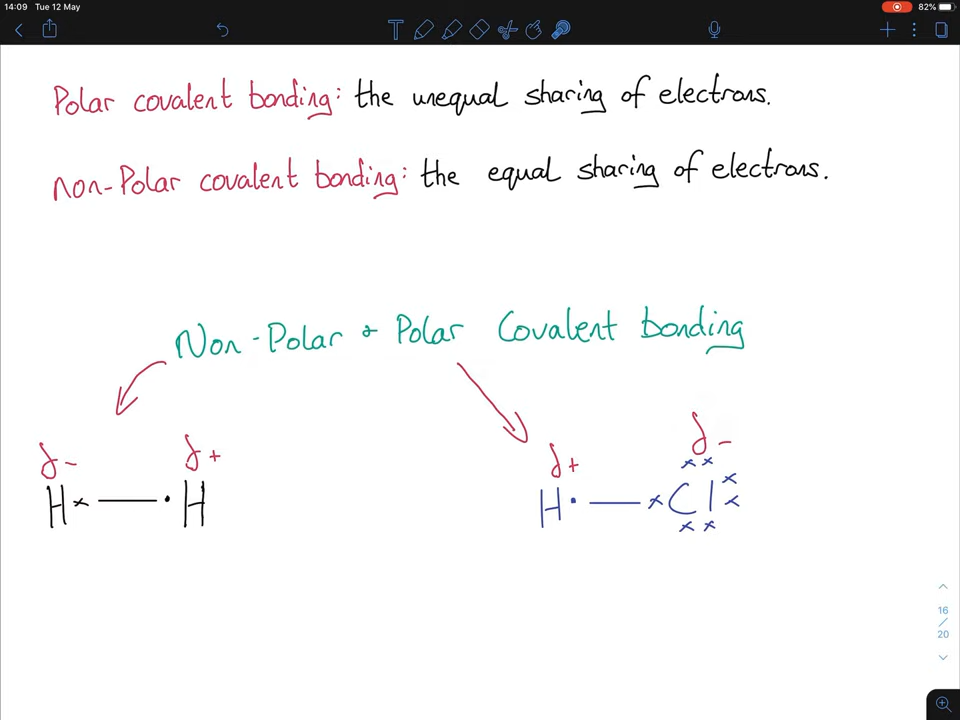 14:09 Tue 12 May
82%
Polar covalent bonding: the unequal sharing of electrons.
Non-Polar covalent bonding: the equal sharing of electrons.
Non-Polar & Polar Covalent bonding
δ- δ+
H× — •H
δ+ δ-
H• — ×Cl
16
/
20